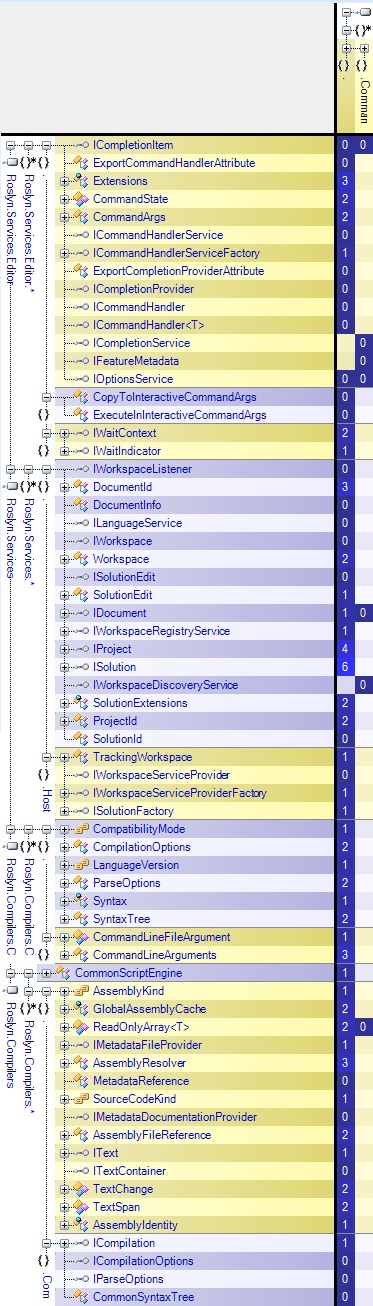 {}* 
{} {}
. .Comman
ICompletionItem 0 0
ExportCommandHandlerAttribute 0
Extensions 3
CommandState 2
CommandArgs 2
ICommandHandlerService 0
ICommandHandlerServiceFactory 1
ExportCompletionProviderAttribute 0
ICompletionProvider 0
ICommandHandler 0
ICommandHandler<T> 0
ICompletionService 0
IFeatureMetadata 0
IOptionsService 0 0
Roslyn.Services.Editor
{}* Roslyn.Services.Editor.*
{} .
CopyToInteractiveCommandArgs 0
{} ExecuteInInteractiveCommandArgs 0
{} IWaitContext 2
IWaitIndicator 1
IWorkspaceListener 0
DocumentId 3
DocumentInfo 0
ILanguageService 0
IWorkspace 0
Workspace 2
ISolutionEdit 0
SolutionEdit 1
IDocument 1 0
IWorkspaceRegistryService 1
IProject 4
ISolution 6
IWorkspaceDiscoveryService 0
SolutionExtensions 2
ProjectId 2
SolutionId 0
Roslyn.Services
{}* Roslyn.Services.*
{} .
TrackingWorkspace 1
IWorkspaceServiceProvider 0
IWorkspaceServiceProviderFactory 1
ISolutionFactory 1
{} .Host
CompatibilityMode 1
CompilationOptions 2
LanguageVersion 1
ParseOptions 2
Syntax 1
SyntaxTree 2
Roslyn.Compilers.C
{}* Roslyn.Compilers.C
{} .
CommandLineFileArgument 1
{} CommandLineArguments 3
CommonScriptEngine 1
AssemblyKind 1
GlobalAssemblyCache 2
ReadOnlyArray<T> 2 0
IMetadataFileProvider 1
AssemblyResolver 3
MetadataReference 0
SourceCodeKind 1
IMetadataDocumentationProvider 0
AssemblyFileReference 2
IText 1
ITextContainer 0
TextChange 2
TextSpan 2
AssemblyIdentity 1
Roslyn.Compilers
{}* Roslyn.Compilers.*
{} .
ICompilation 1
ICompilationOptions 0
IParseOptions 0
CommonSyntaxTree 0
{} .Com